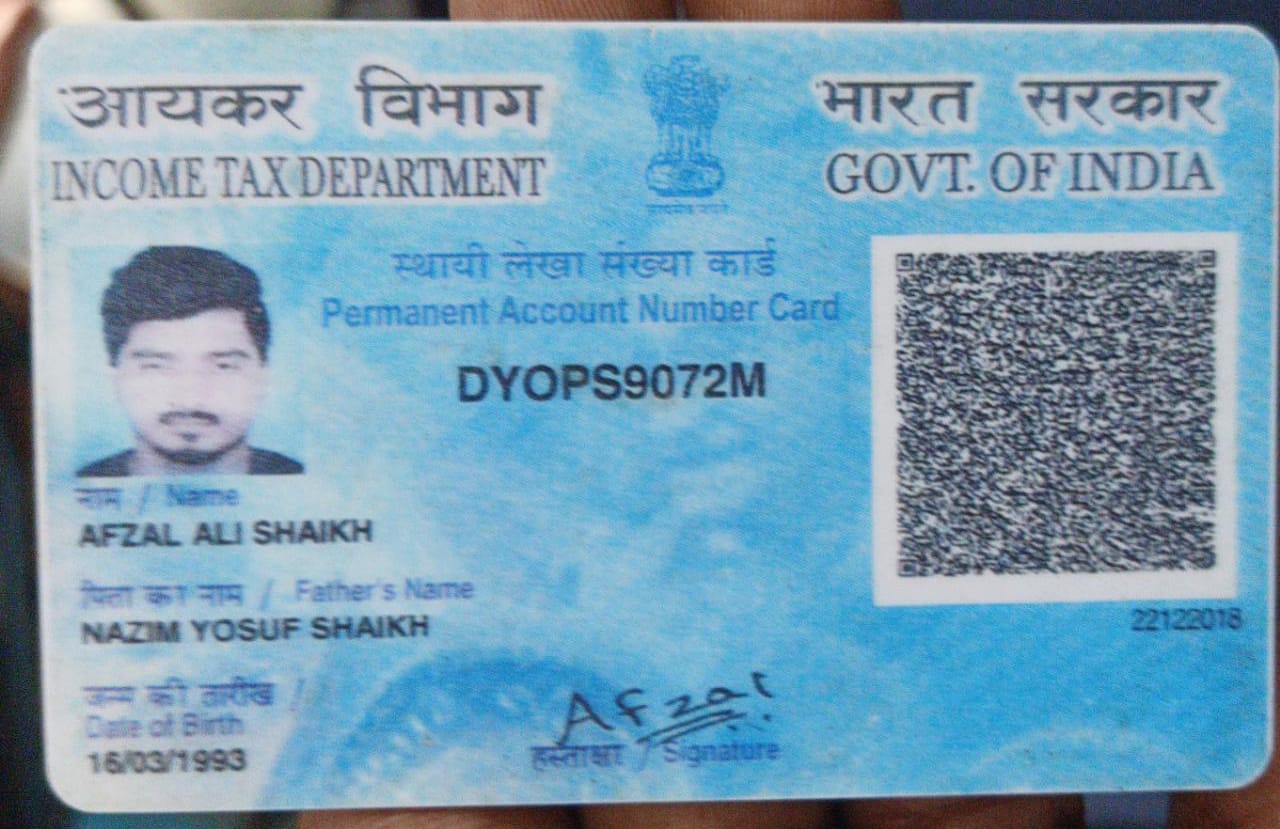 आयकर विभाग
INCOME TAX DEPARTMENT
भारत सरकार
GOVT. OF INDIA
स्थायी लेखा संख्या कार्ड
Permanent Account Number Card
DYOPS9072M
नाम / Name
AFZAL ALI SHAIKH
पिता का नाम / Father's Name
NAZIM YOSUF SHAIKH
22122018
जन्म की तारीख /
Date of Birth
16/03/1993
Afzal
हस्ताक्षर / Signature